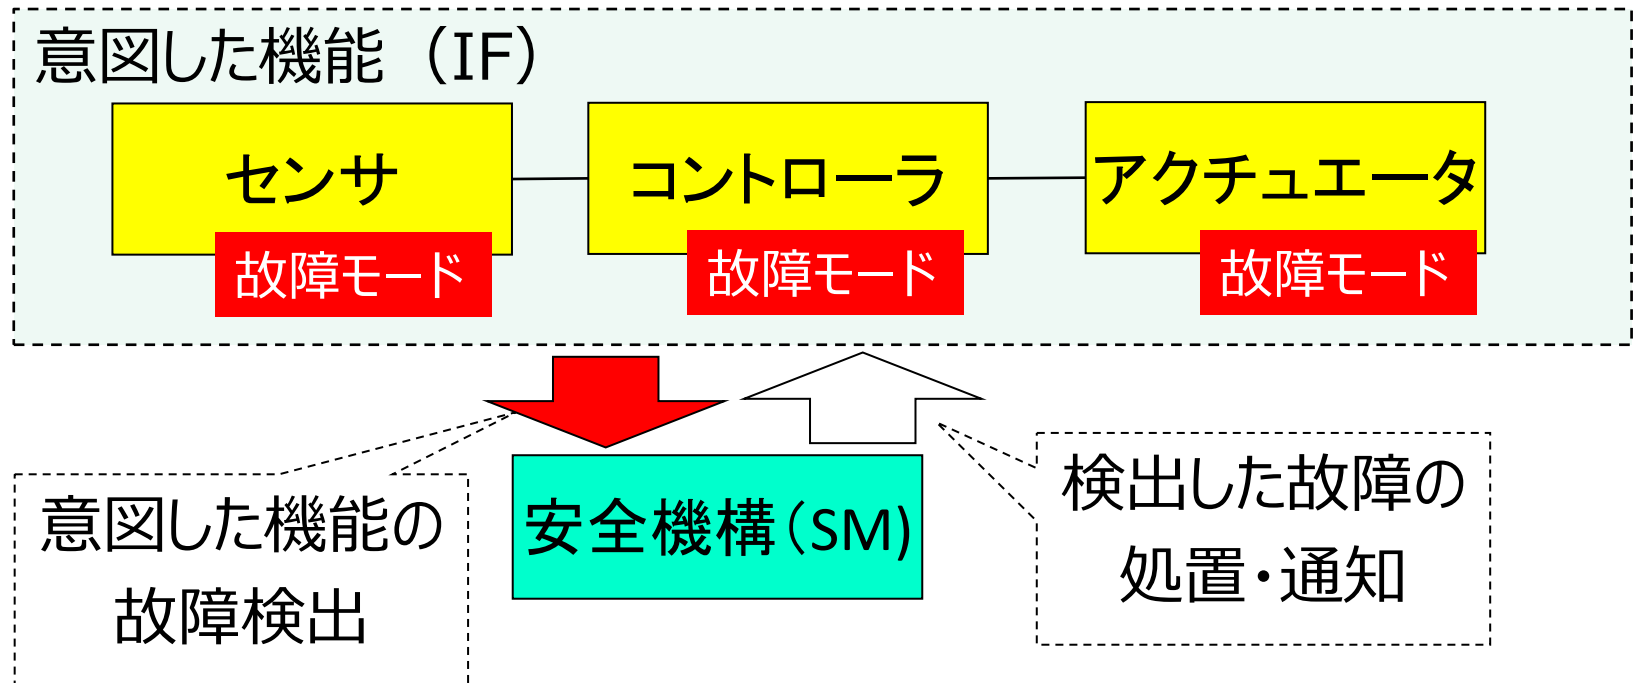 意図した機能（IF）
センサ
コントローラ
アクチュエータ
故障モード
故障モード
故障モード
意図した機能の
故障検出
安全機構（SM)
検出した故障の
処置・通知